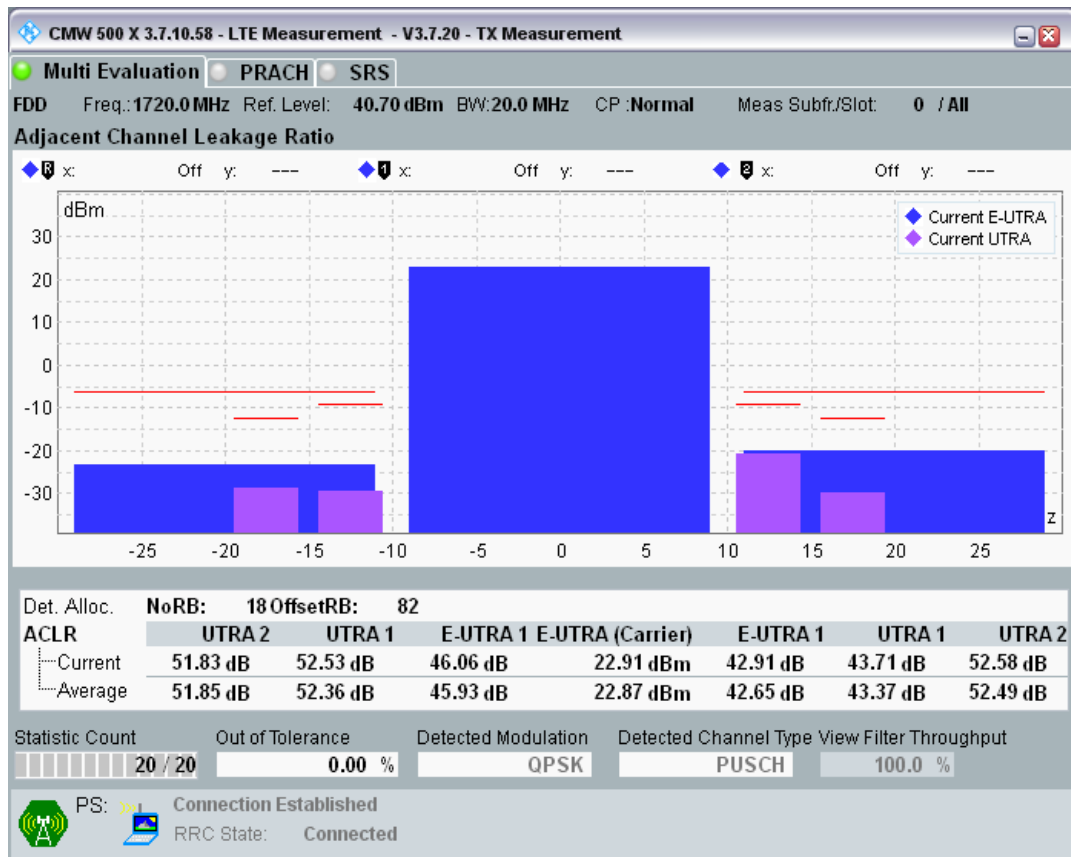 CMW 500 X 3.7.10.58 - LTE Measurement - V3.7.20 - TX Measurement
Multi Evaluation PRACH SRS
FDD Freq.: 1720.0 MHz Ref. Level: 40.70 dBm BW: 20.0 MHz CP : Normal Meas Subfr./Slot: 0 / All
Adjacent Channel Leakage Ratio
R x: Off y: --- 1 x: Off y: --- 2 x: Off y: ---
dBm
Current E-UTRA
Current UTRA
30
20
10
0
-10
-20
-30
z
-25 -20 -15 -10 -5 0 5 10 15 20 25
Det. Alloc. NoRB: 18 OffsetRB: 82
ACLR UTRA 2 UTRA 1 E-UTRA 1 E-UTRA (Carrier) E-UTRA 1 UTRA 1 UTRA 2
Current 51.83 dB 52.53 dB 46.06 dB 22.91 dBm 42.91 dB 43.71 dB 52.58 dB
Average 51.85 dB 52.36 dB 45.93 dB 22.87 dBm 42.65 dB 43.37 dB 52.49 dB
Statistic Count Out of Tolerance Detected Modulation Detected Channel Type View Filter Throughput
20 / 20 0.00 % QPSK PUSCH 100.0 %
PS: Connection Established
RRC State: Connected